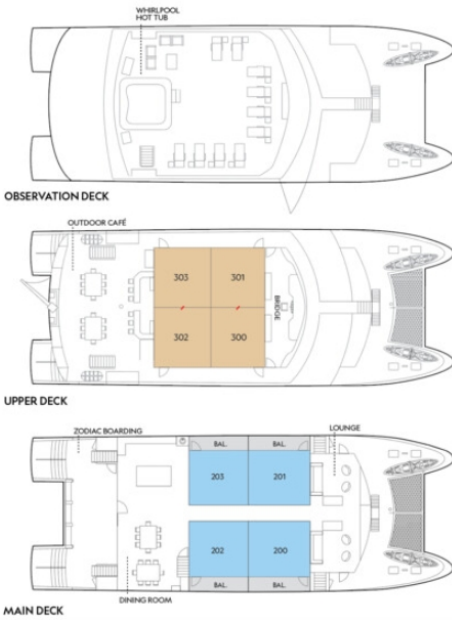 WHIRLPOOL
HOT TUB
OBSERVATION DECK
OUTDOOR CAFÉ
303
301
BRIDGE
302
300
UPPER DECK
ZODIAC BOARDING
LOUNGE
BAL.
BAL.
203
201
202
200
BAL.
BAL.
DINING ROOM
MAIN DECK